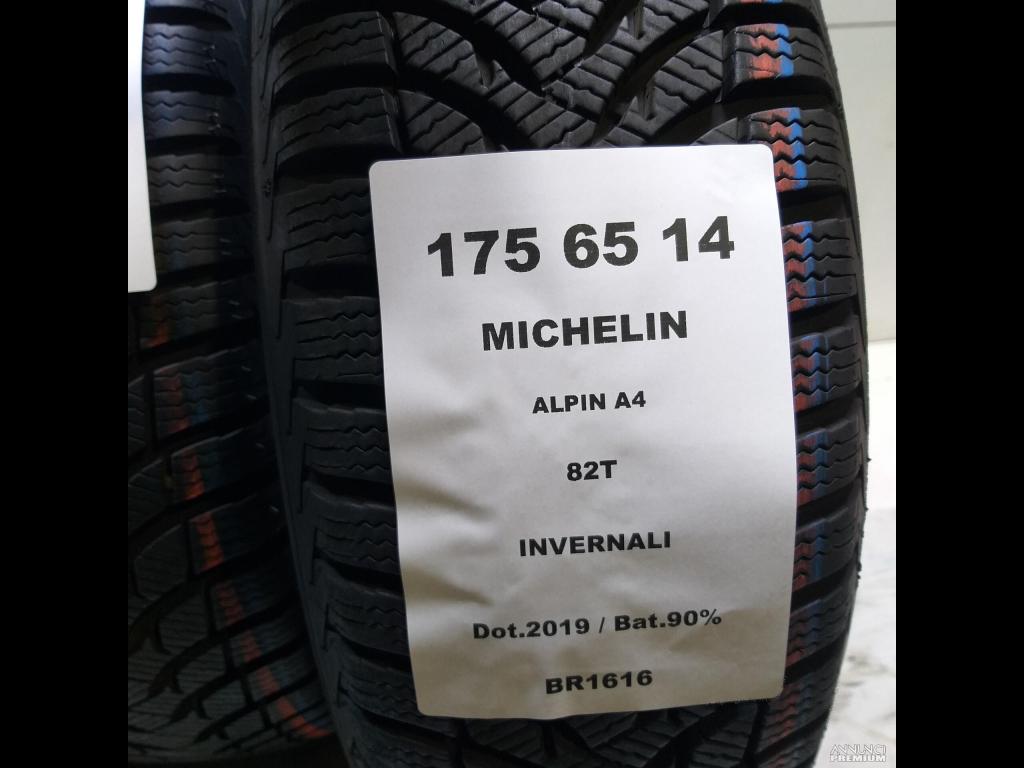 175 65 14
MICHELIN
ALPIN A4
82T
INVERNALI
Dot.2019 / Bat.90%
BR1616
ANNUNCI
PREMIUM